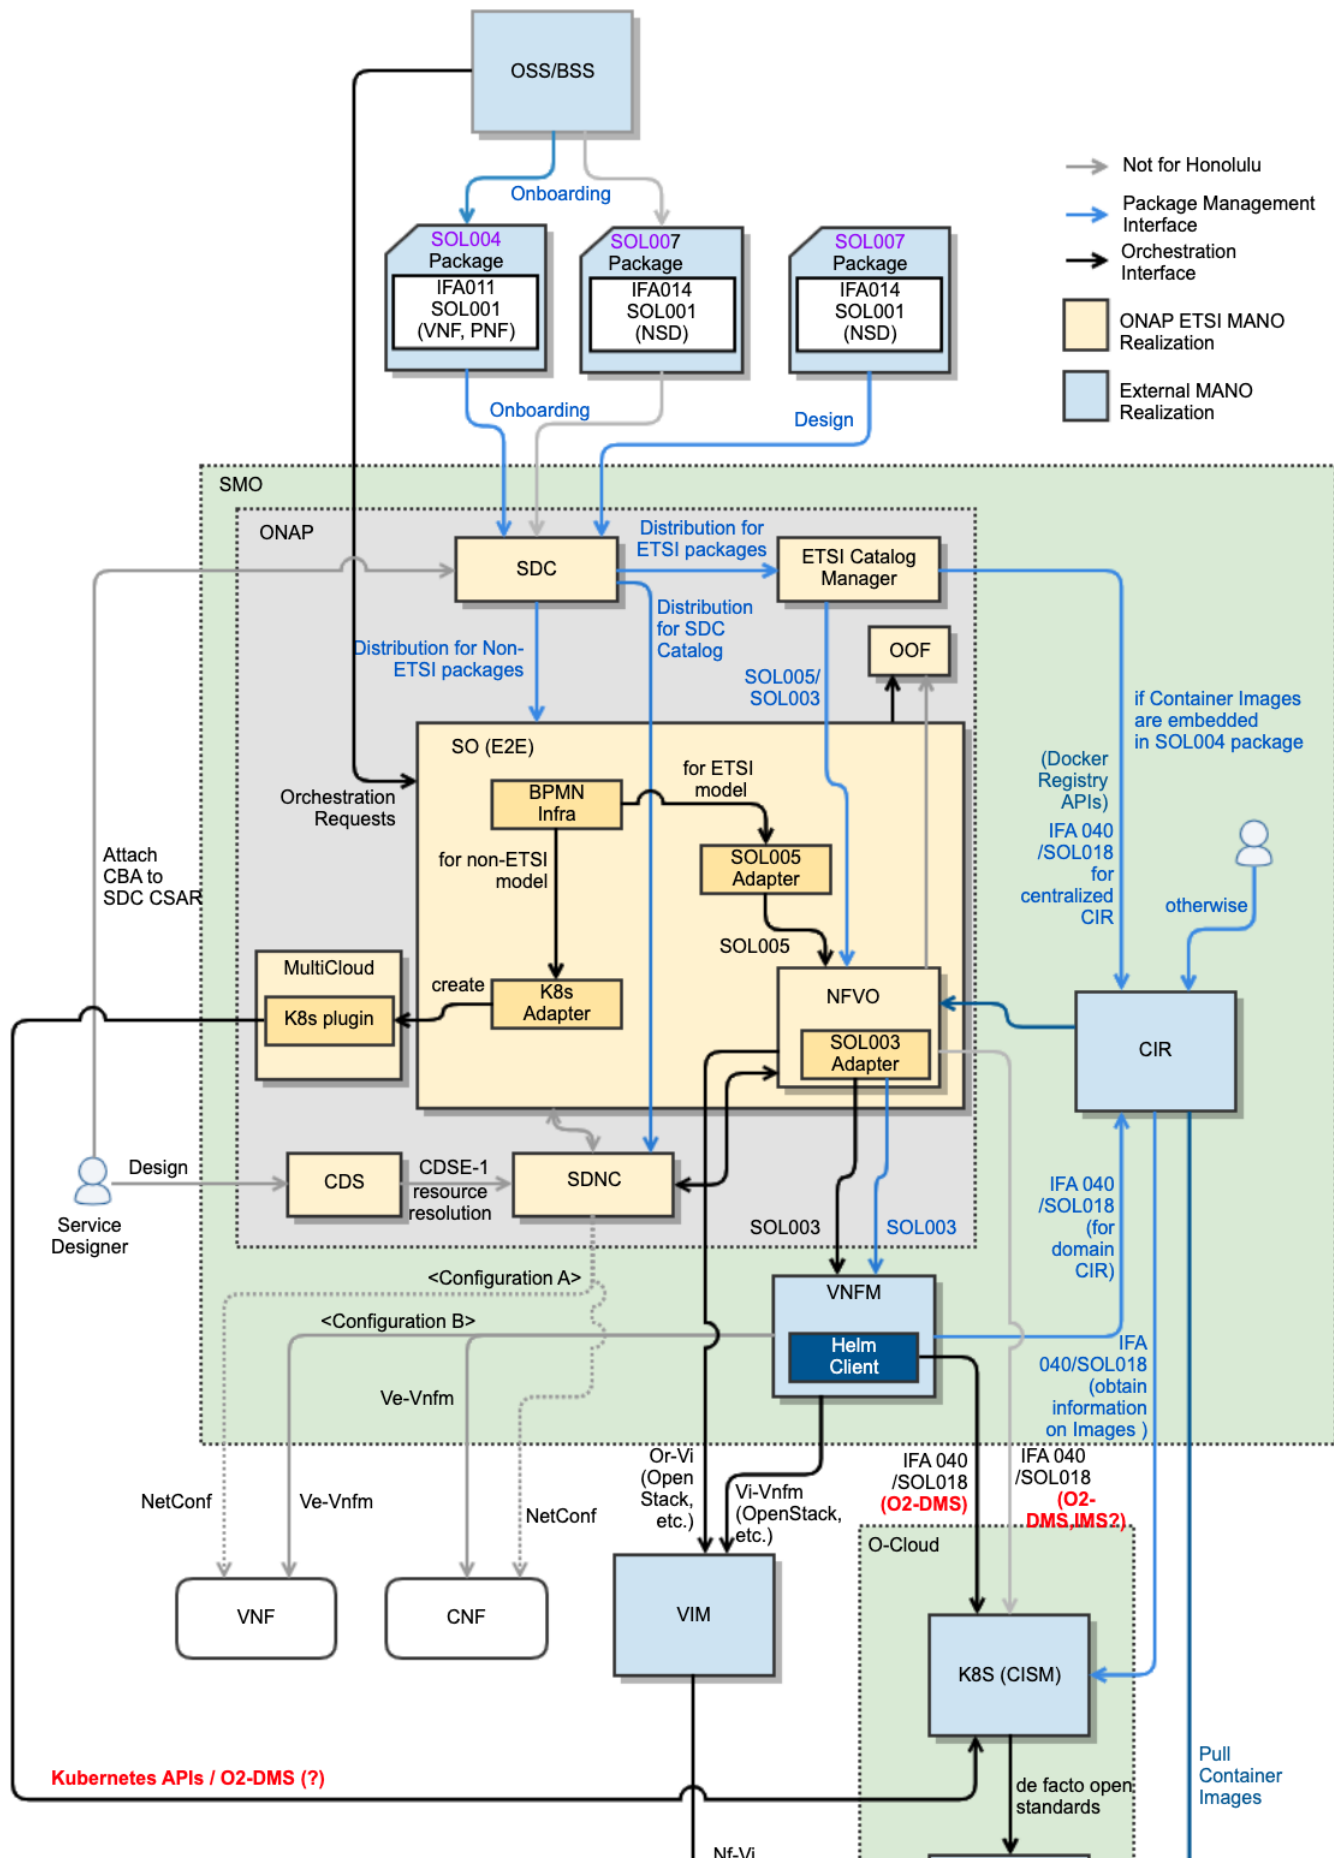 OSS/BSS
Not for Honolulu
Package Management
Interface
Orchestration
Interface
ONAP ETSI MANO
Realization
External MANO
Realization
Onboarding
SOL004
Package
IFA011
SOL001
(VNF, PNF)
SOL007
Package
IFA014
SOL001
(NSD)
SOL007
Package
IFA014
SOL001
(NSD)
Onboarding
Design
SMO
ONAP
SDC
Distribution for
ETSI packages
ETSI Catalog
Manager
Distribution
for SDC
Catalog
Distribution for Non-
ETSI packages
OOF
SOL005/
SOL003
if Container Images
are embedded
in SOL004 package
SO (E2E)
Orchestration
Requests
BPMN
Infra
for ETSI
model
(Docker
Registry
APIs)
IFA 040
/SOL018
for
centralized
CIR
for non-ETSI
model
SOL005
Adapter
Attach
CBA to
SDC CSAR
otherwise
SOL005
MultiCloud
K8s plugin
create
K8s
Adapter
NFVO
SOL003
Adapter
CIR
Design
Service
Designer
CDS
CDSE-1
resource
resolution
SDNC
IFA 040
/SOL018
(for
domain
CIR)
SOL003
SOL003
<Configuration A>
<Configuration B>
VNFM
Helm
Client
IFA
040/SOL018
(obtain
information
on Images )
Ve-Vnfm
NetConf
Ve-Vnfm
NetConf
Or-Vi
(Open
Stack,
etc.)
Vi-Vnfm
(OpenStack,
etc.)
IFA 040
/SOL018
(O2-DMS)
IFA 040
/SOL018
(O2-
DMS,IMS?)
O-Cloud
VNF
CNF
VIM
K8S (CISM)
Kubernetes APIs / O2-DMS (?)
de facto open
standards
Pull
Container
Images
Nf-Vi